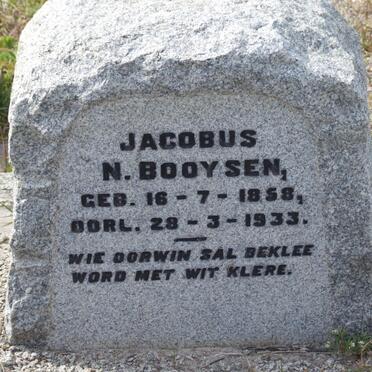 JACOBUS
N. BOOYSEN,
GEB. 16-7-1858,
OORL. 28-3-1933.
WIE OORWIN SAL BEKLEE
WORD MET WIT KLERE.